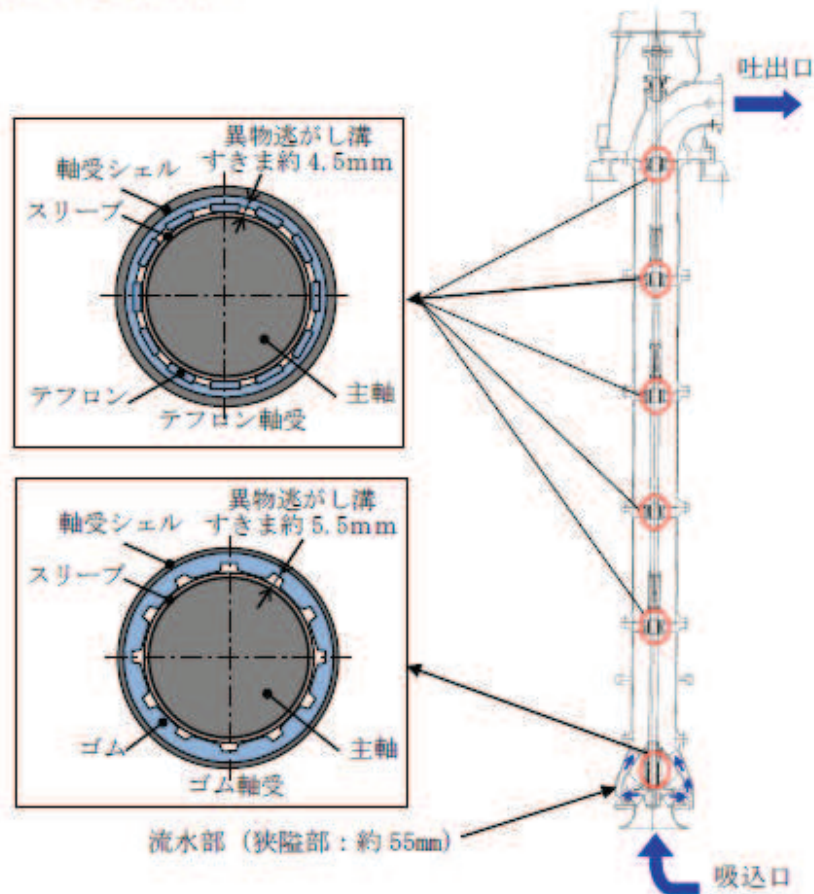 吐出口
異物逃がし溝
すきま約4.5mm
軸受シェル
スリーブ
テフロン
主軸
テフロン軸受
異物逃がし溝
すきま約5.5mm
軸受シェル
スリーブ
ゴム
主軸
ゴム軸受
流水部（狭隘部：約55mm）
吸込口